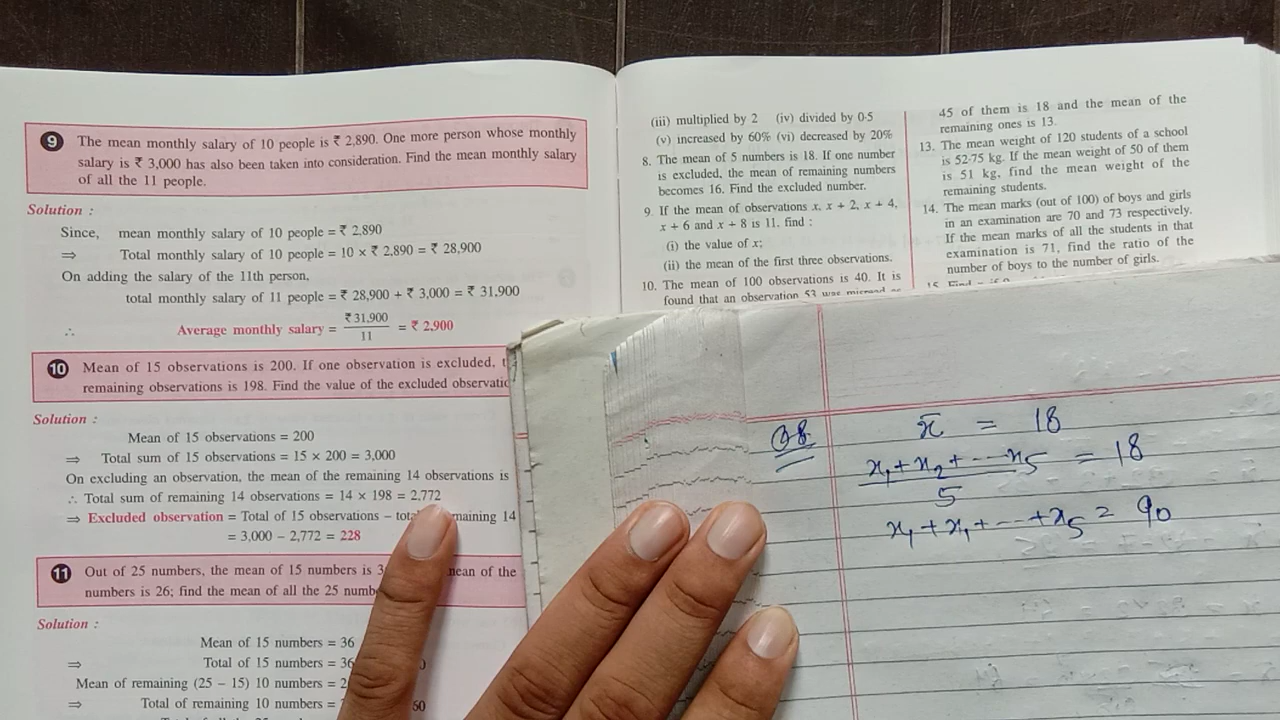 9 The mean monthly salary of 10 people is ₹ 2,890. One more person whose monthly
salary is ₹ 3,000 has also been taken into consideration. Find the mean monthly salary
of all the 11 people.
Solution :
Since, mean monthly salary of 10 people = ₹ 2,890
⇒ Total monthly salary of 10 people = 10 × ₹ 2,890 = ₹ 28,900
On adding the salary of the 11th person,
total monthly salary of 11 people = ₹ 28,900 + ₹ 3,000 = ₹ 31,900
∴ Average monthly salary = ₹ 31,900 / 11 = ₹ 2,900
10 Mean of 15 observations is 200. If one observation is excluded,
remaining observations is 198. Find the value of the excluded
Solution :
Mean of 15 observations = 200
⇒ Total sum of 15 observations = 15 × 200 = 3,000
On excluding an observation, the mean of the remaining 14 observations is
∴ Total sum of remaining 14 observations = 14 × 198 = 2,772
⇒ Excluded observation = Total of 15 observations − 14
= 3,000 − 2,772 = 228
11 Out of 25 numbers, the mean of 15 numbers is of the
numbers is 26; find the mean of all the 25
Solution :
Mean of 15 numbers = 36
⇒ Total of 15 numbers =
Mean of remaining (25 − 15) 10 numbers =
⇒ Total of remaining 10 numbers =
(iii) multiplied by 2 (iv) divided by 0·5
(v) increased by 60% (vi) decreased by 20%
8. The mean of 5 numbers is 18. If one number
is excluded, the mean of remaining numbers
becomes 16. Find the excluded number.
9. If the mean of observations x, x + 2, x + 4,
x + 6 and x + 8 is 11, find :
(i) the value of x;
(ii) the mean of the first three observations.
10. The mean of 100 observations is 40. It is
found that an observation 53 was
45 of them is 18 and the mean of the
remaining ones is 13.
13. The mean weight of 120 students of a school
is 52·75 kg. If the mean weight of 50 of them
is 51 kg, find the mean weight of the
remaining students.
14. The mean marks (out of 100) of boys and girls
in an examination are 70 and 73 respectively.
If the mean marks of all the students in that
examination is 71, find the ratio of the
number of boys to the number of girls.
Q8. x̄ = 18
x₁+x₂+---x₅ / 5 = 18
x₁+x₁+---+x₅ = 90